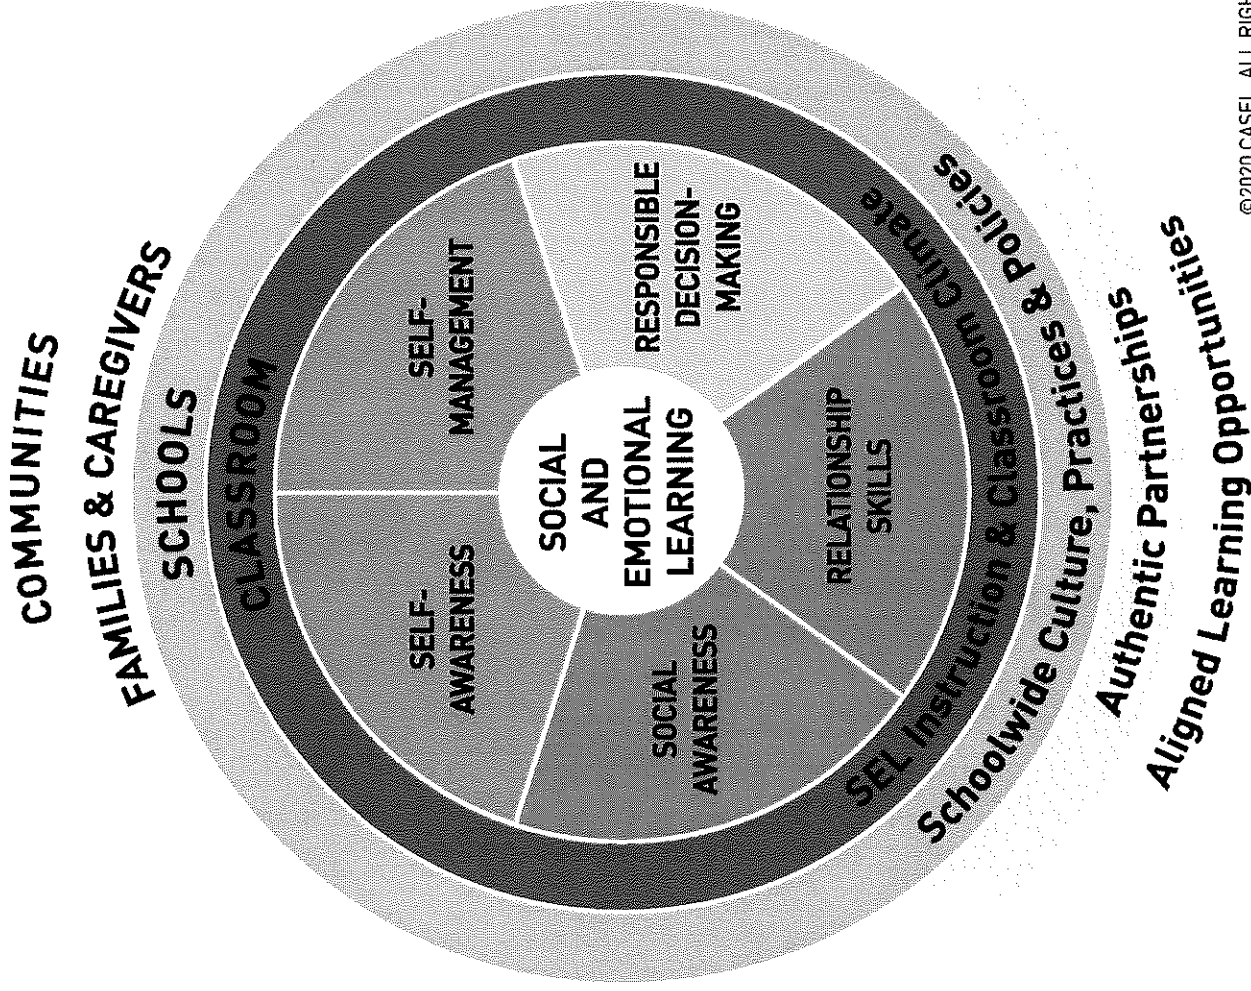 COMMUNITIES
FAMILIES & CAREGIVERS
SCHOOLS
CLASSROOM
SELF-
AWARENESS
SELF-
MANAGEMENT
SOCIAL
AND
EMOTIONAL
LEARNING
SOCIAL
AWARENESS
RESPONSIBLE
DECISION-
MAKING
RELATIONSHIP
SKILLS
SEL Instruction & Classroom Climate
Schoolwide Culture, Practices & Policies
Authentic Partnerships
Aligned Learning Opportunities
©2020 CASEL. ALL